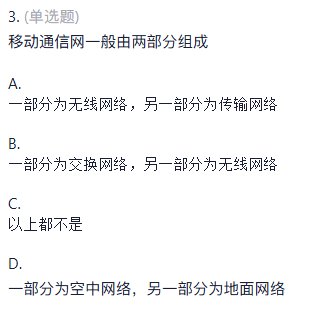 3. (单选题)
移动通信网一般由两部分组成
A.
一部分为无线网络，另一部分为传输网络
B.
一部分为交换网络，另一部分为无线网络
C.
以上都不是
D.
一部分为空中网络，另一部分为地面网络